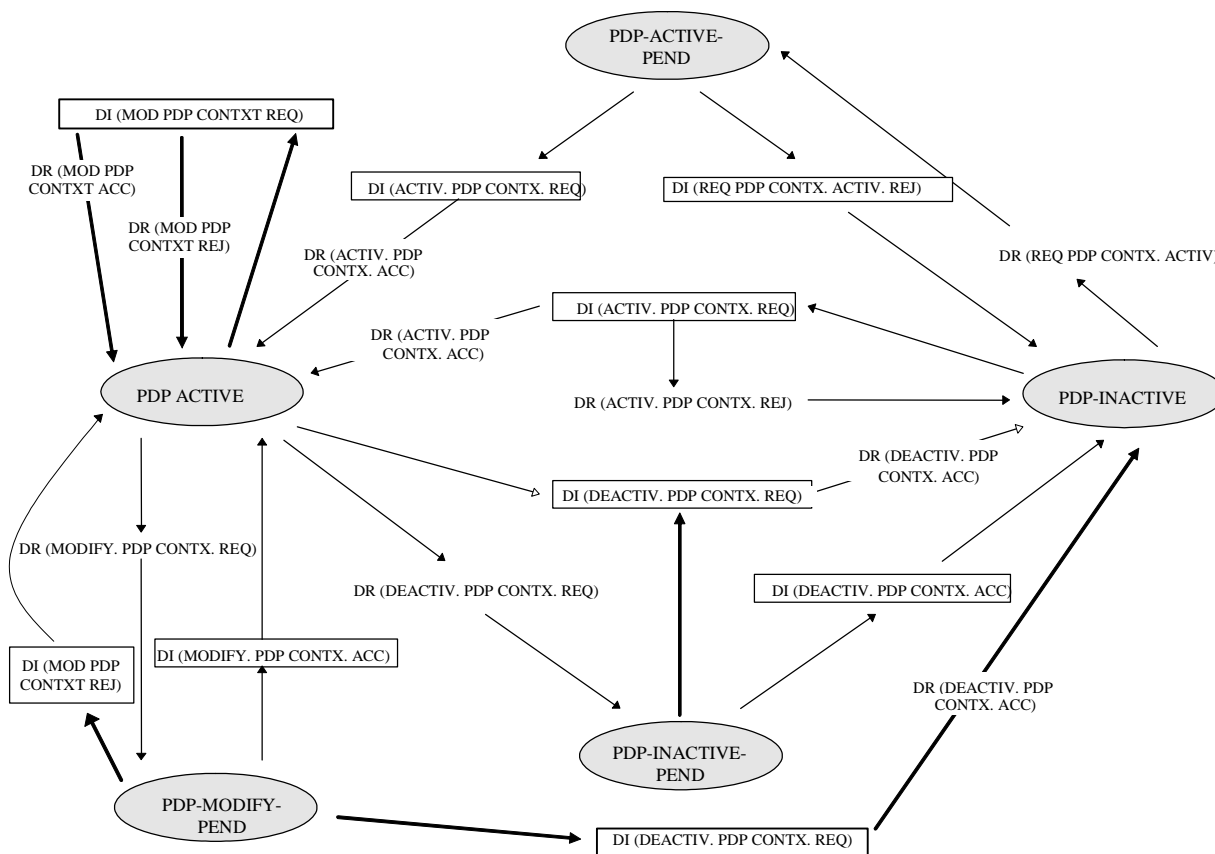 PDP-ACTIVE-
PEND
DI (MOD PDP CONTXT REQ)
DR (MOD PDP
CONTXT ACC)
DI (ACTIV. PDP CONTX. REQ)
DI (REQ PDP CONTX. ACTIV. REJ)
DR (MOD PDP
CONTXT REJ)
DR (ACTIV. PDP
CONTX. ACC)
DR (REQ PDP CONTX. ACTIV)
DI (ACTIV. PDP CONTX. REQ)
DR (ACTIV. PDP
CONTX. ACC)
PDP ACTIVE
DR (ACTIV. PDP CONTX. REJ)
PDP-INACTIVE
DR (DEACTIV. PDP
CONTX. ACC)
DI (DEACTIV. PDP CONTX. REQ)
DR (MODIFY. PDP CONTX. REQ)
DR (DEACTIV. PDP CONTX. REQ)
DI (DEACTIV. PDP CONTX. ACC)
DI (MOD PDP
CONTXT REJ)
DI (MODIFY. PDP CONTX. ACC)
DR (DEACTIV. PDP
CONTX. ACC)
PDP-INACTIVE-
PEND
PDP-MODIFY-
PEND
DI (DEACTIV. PDP CONTX. REQ)